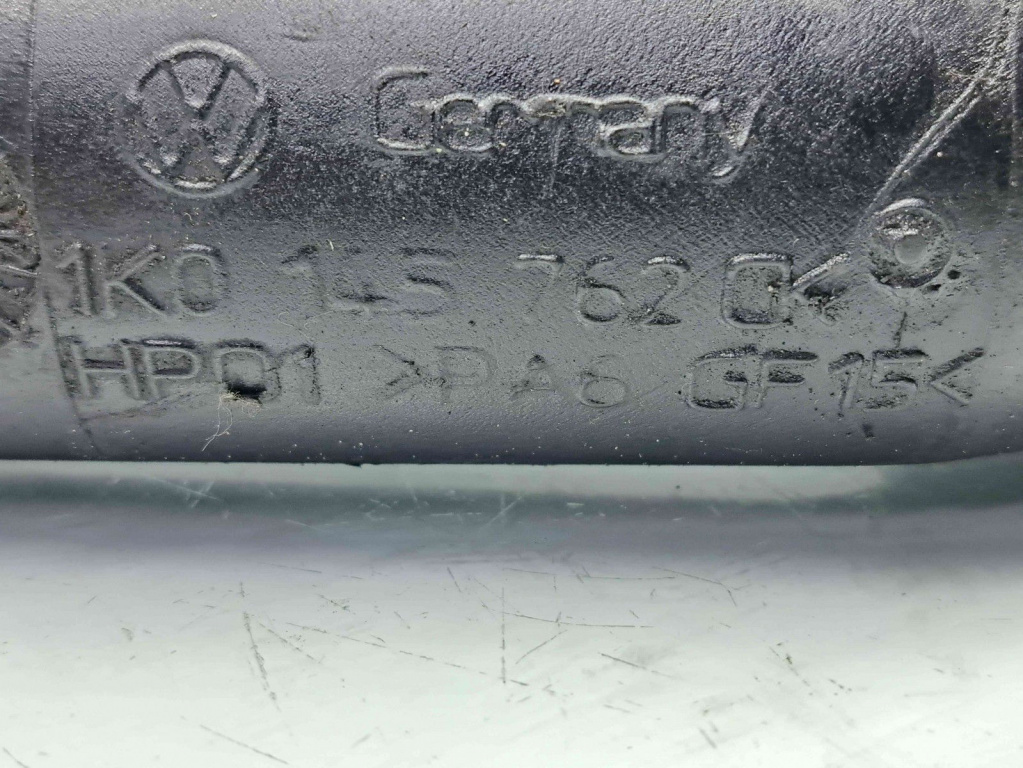 VW Germany
1K0 145 762
HP01 >PA6 GF15<